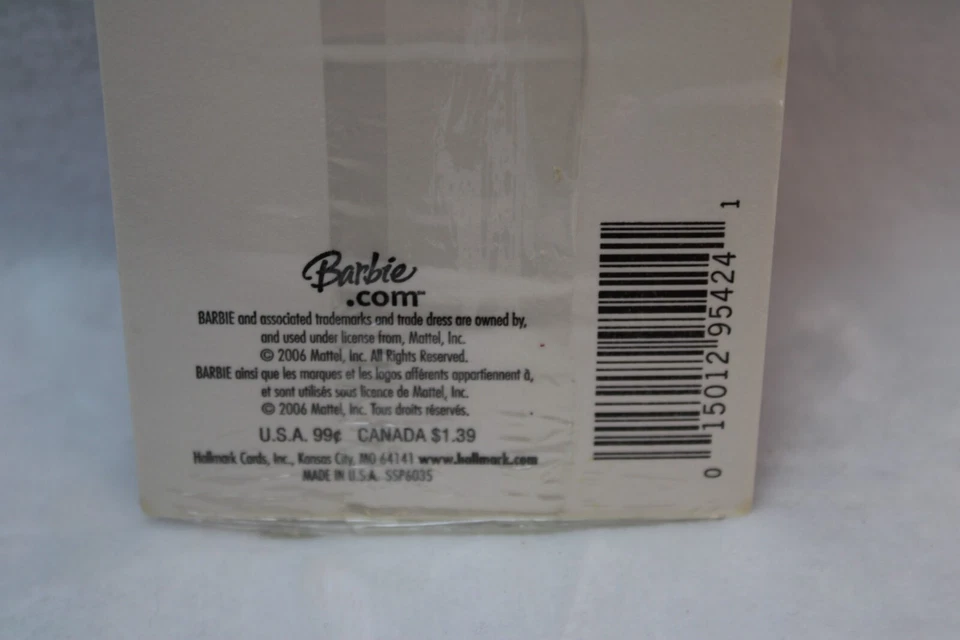 Barbie
.com™
BARBIE and associated trademarks and trade dress are owned by,
and used under license from, Mattel, Inc.
© 2006 Mattel, Inc. All Rights Reserved.
BARBIE ainsi que les marques et les logos afférents appartiennent à,
et sont utilisés sous licence de Mattel, Inc.
© 2006 Mattel, Inc. Tous droits réservés.
U.S.A. 99¢ CANADA $1.39
Hallmark Cards, Inc., Kansas City, MO 64141 www.hallmark.com
MADE IN U.S.A. SSP6035
0 15012 95424 1